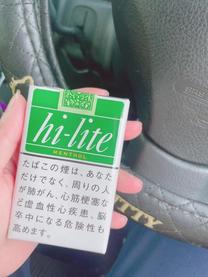 hi-lite
MENTHOL
たばこの煙は、あなた
だけでなく、周りの人
が肺がん、心筋梗塞な
ど虚血性心疾患、脳
卒中になる危険性も
高めます。
TTY